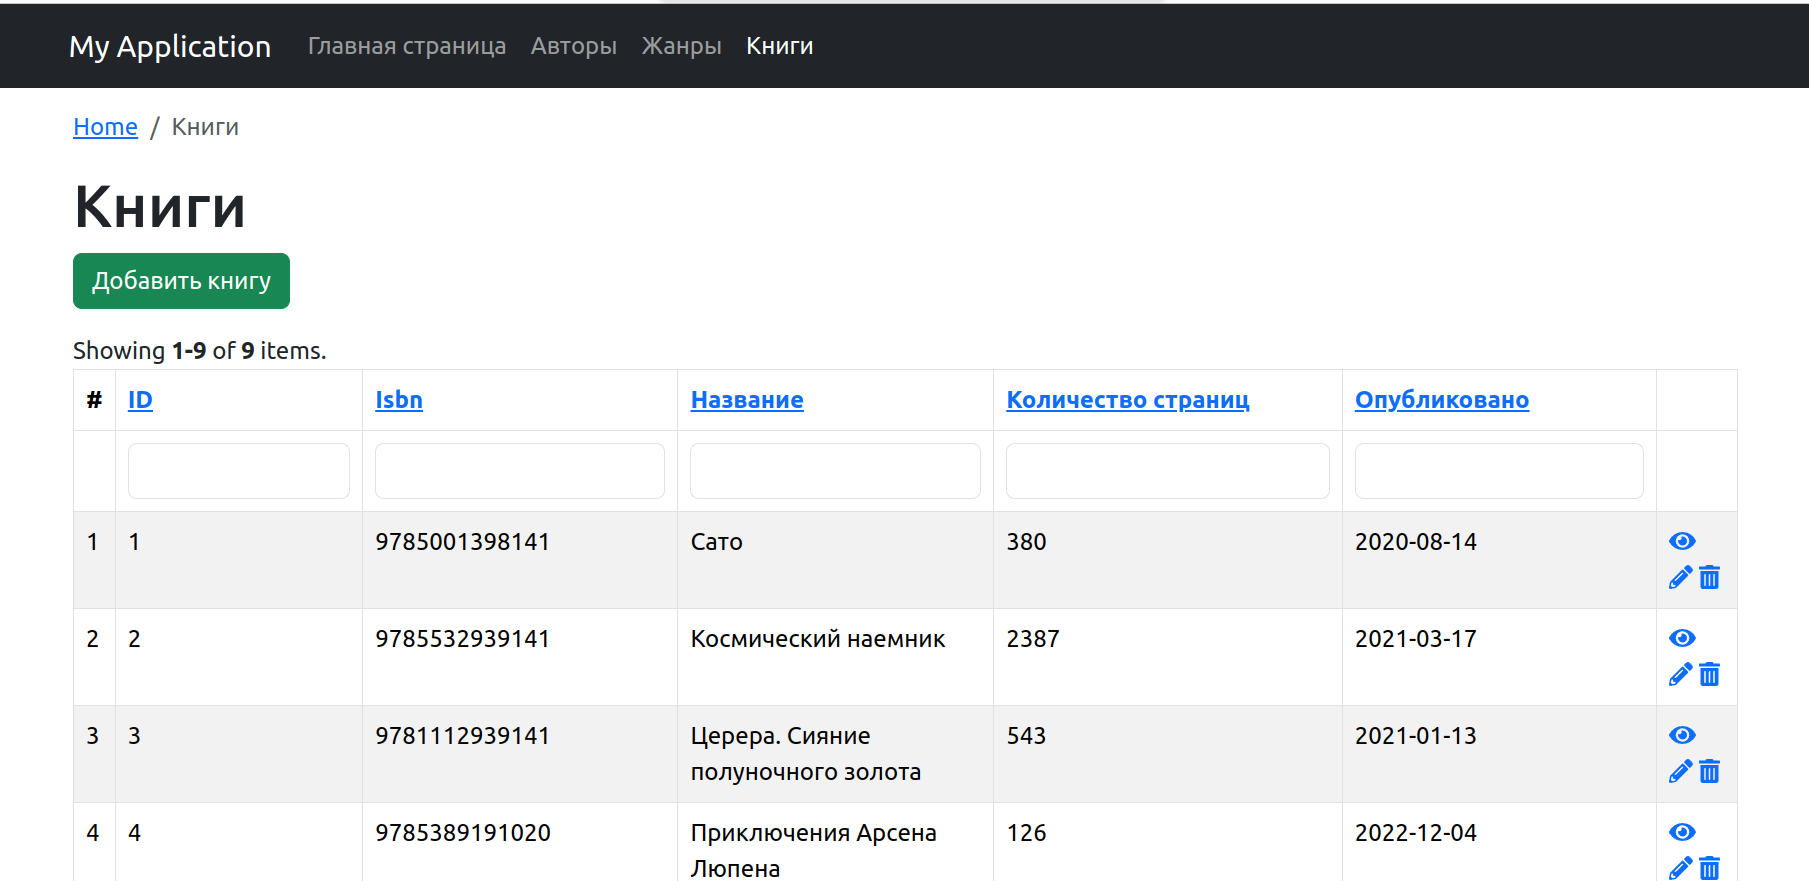 My Application Главная страница Авторы Жанры Книги
Home / Книги
Книги
Добавить книгу
Showing 1-9 of 9 items.
# ID Isbn Название Количество страниц Опубликовано
1 1 9785001398141 Сато 380 2020-08-14
2 2 9785532939141 Космический наемник 2387 2021-03-17
3 3 9781112939141 Церера. Сияние 543 2021-01-13
полуночного золота
4 4 9785389191020 Приключения Арсена 126 2022-12-04
Люпена